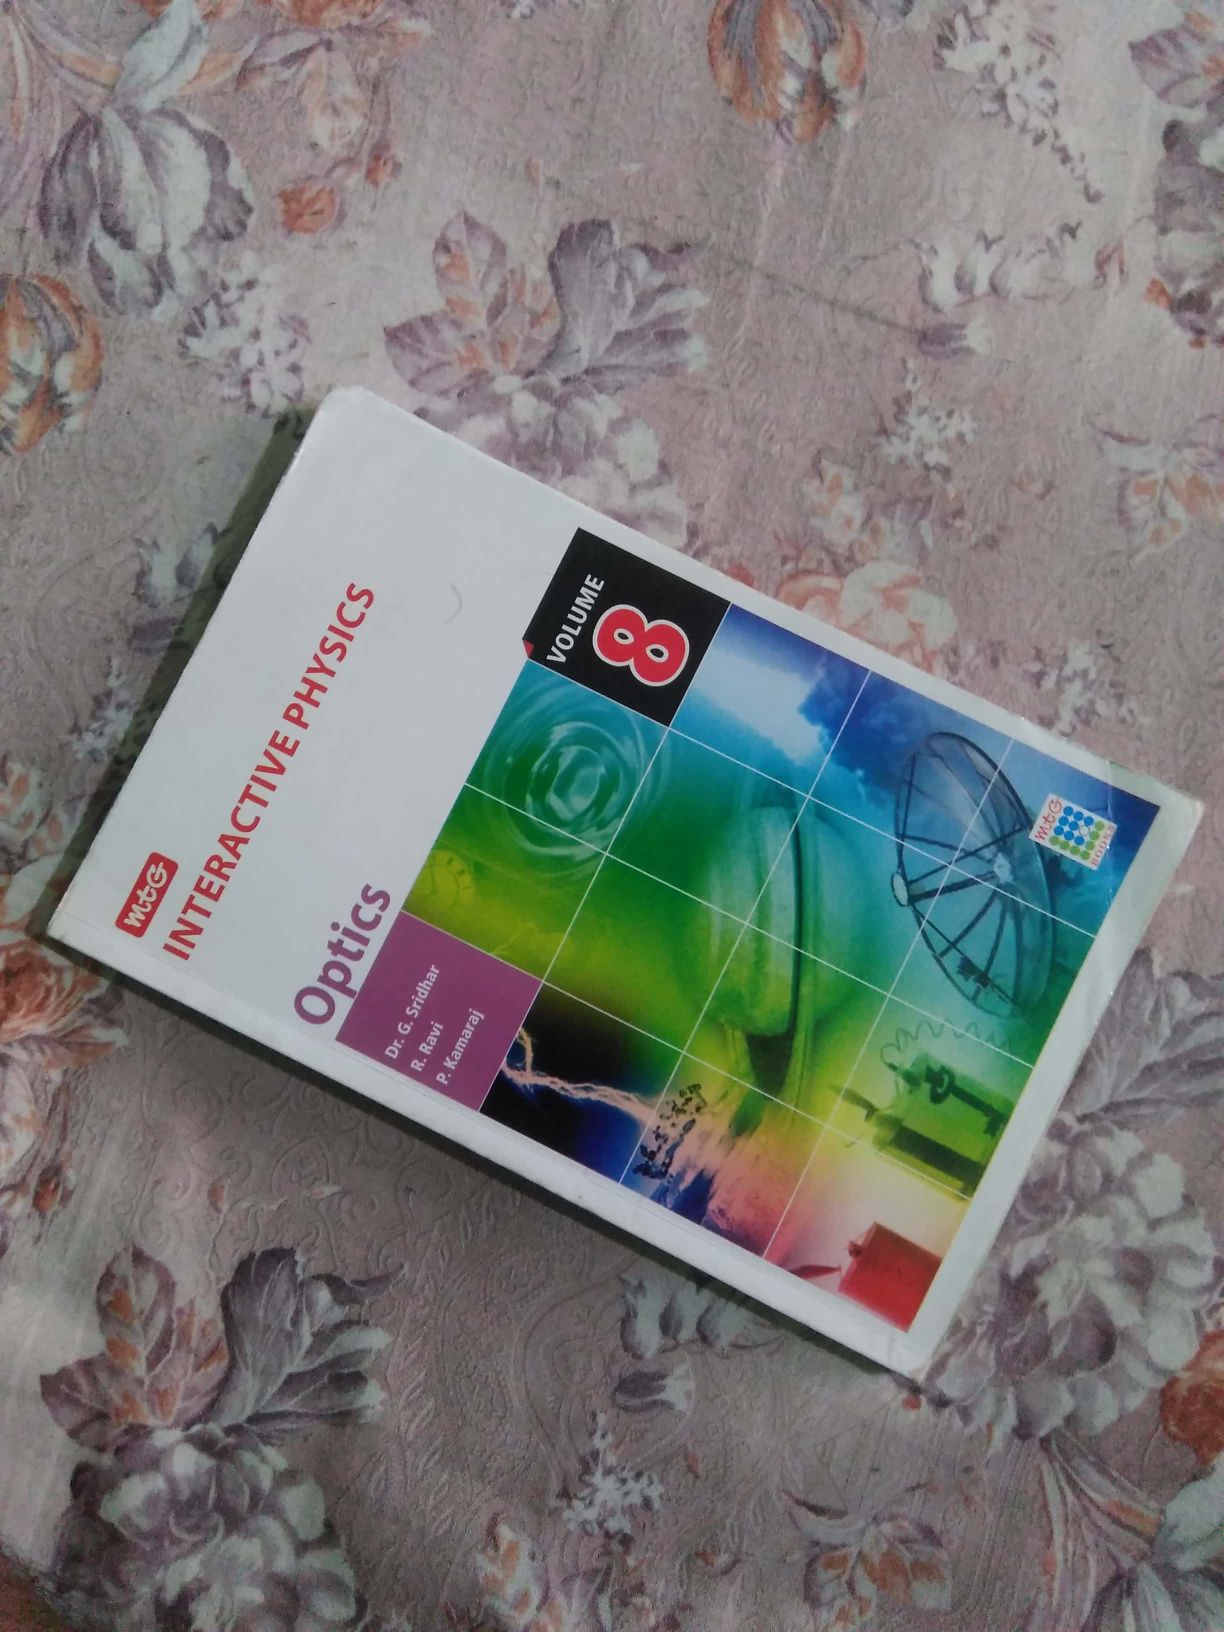 mtG
INTERACTIVE PHYSICS
Optics
VOLUME
8
Dr. G. Sridhar
R. Ravi
P. Kamaraj
mtG
BOOKS